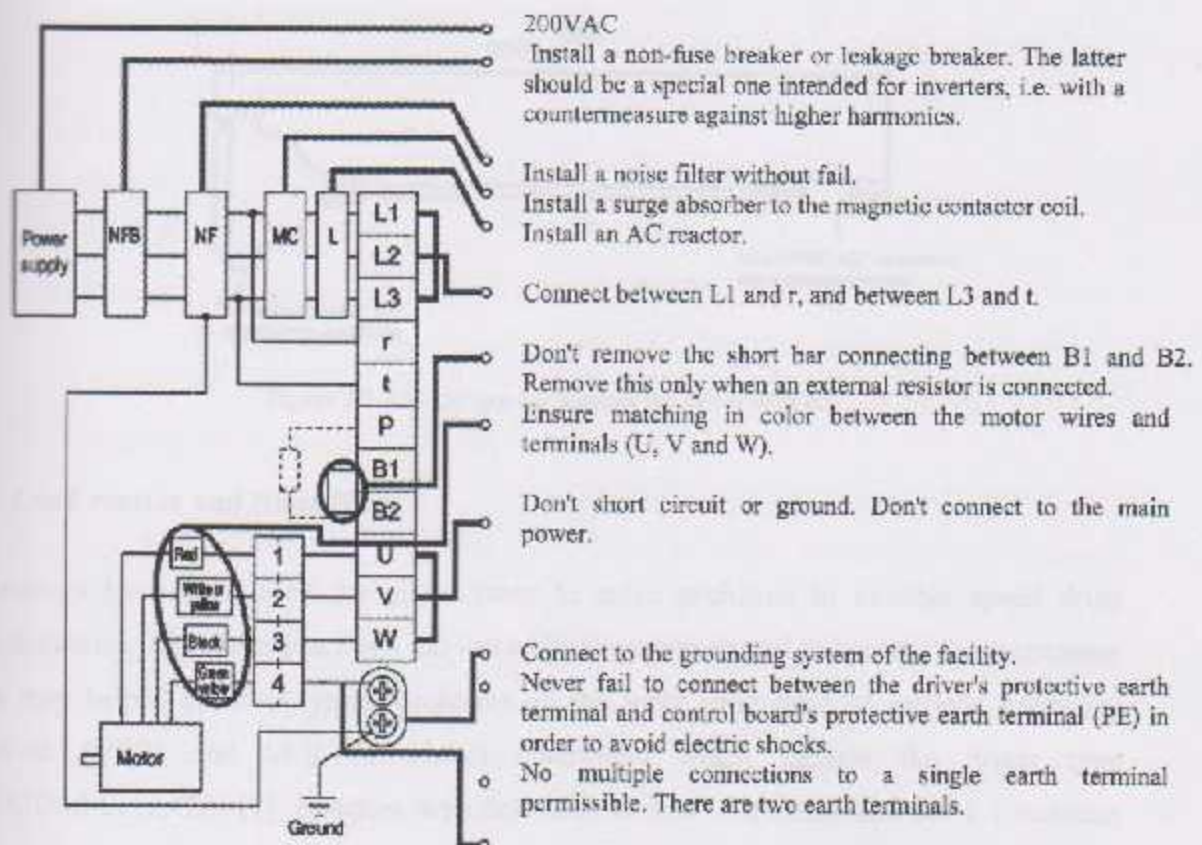 200VAC
Install a non-fuse breaker or leakage breaker. The latter
should be a special one intended for inverters, i.e. with a
countermeasure against higher harmonics.
Install a noise filter without fail.
Install a surge absorber to the magnetic contactor coil.
Install an AC reactor.
Connect between L1 and r, and between L3 and t.
Don't remove the short bar connecting between B1 and B2.
Remove this only when an external resistor is connected.
Ensure matching in color between the motor wires and
terminals (U, V and W).
Don't short circuit or ground. Don't connect to the main
power.
Connect to the grounding system of the facility.
Never fail to connect between the driver's protective earth
terminal and control board's protective earth terminal (PE) in
order to avoid electric shocks.
No multiple connections to a single earth terminal
permissible. There are two earth terminals.
Power
supply
NFB
NF
MC
L
L1
L2
L3
r
t
P
B1
B2
U
V
W
Red
White or
yellow
Black
Green
yellow
1
2
3
4
Motor
Ground